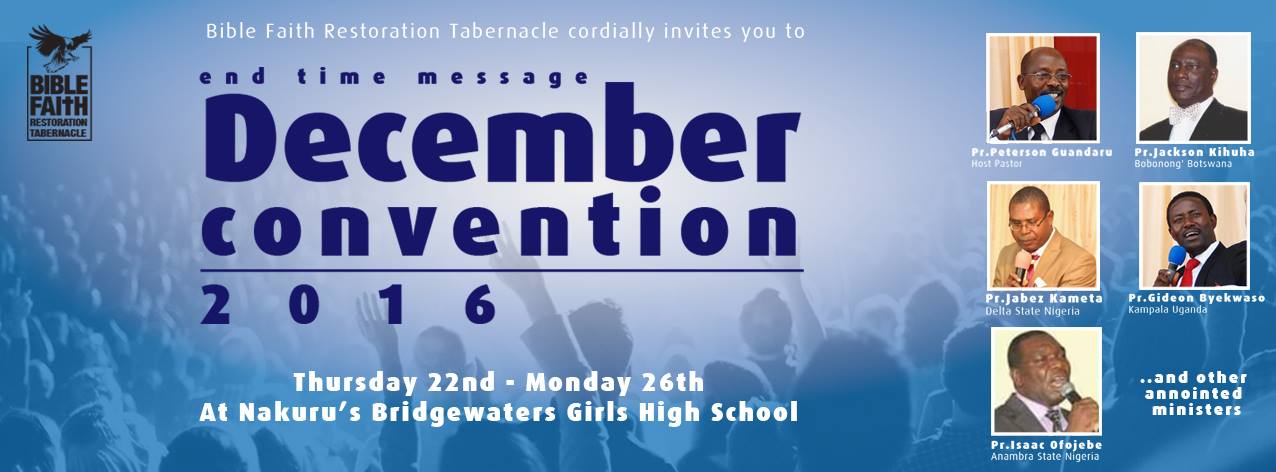 BIBLE
FAITH
RESTORATION
TABERNACLE
Bible Faith Restoration Tabernacle cordially invites you to
end time message
December
convention
2016
Thursday 22nd - Monday 26th
At Nakuru's Bridgewaters Girls High School
Pr.Peterson Guandaru
Host Pastor
Pr.Jackson Kihuha
Bobonong' Botswana
Pr.Jabez Kameta
Delta State Nigeria
Pr.Gideon Byekwaso
Kampala Uganda
Pr.Isaac Ofojebe
Anambra State Nigeria
..and other
annointed
ministers